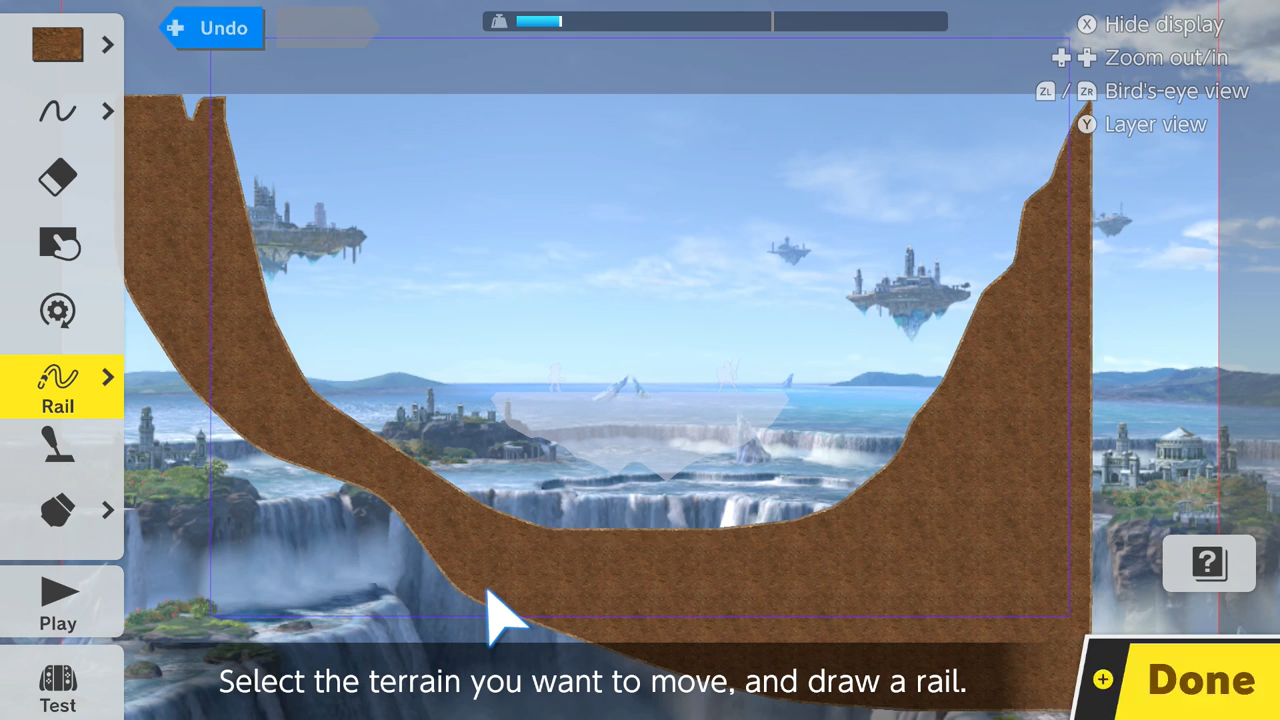 Undo
X Hide display
Zoom out/in
ZL / ZR Bird's-eye view
Y Layer view
Rail
Play
?
Select the terrain you want to move, and draw a rail.
+ Done
Test